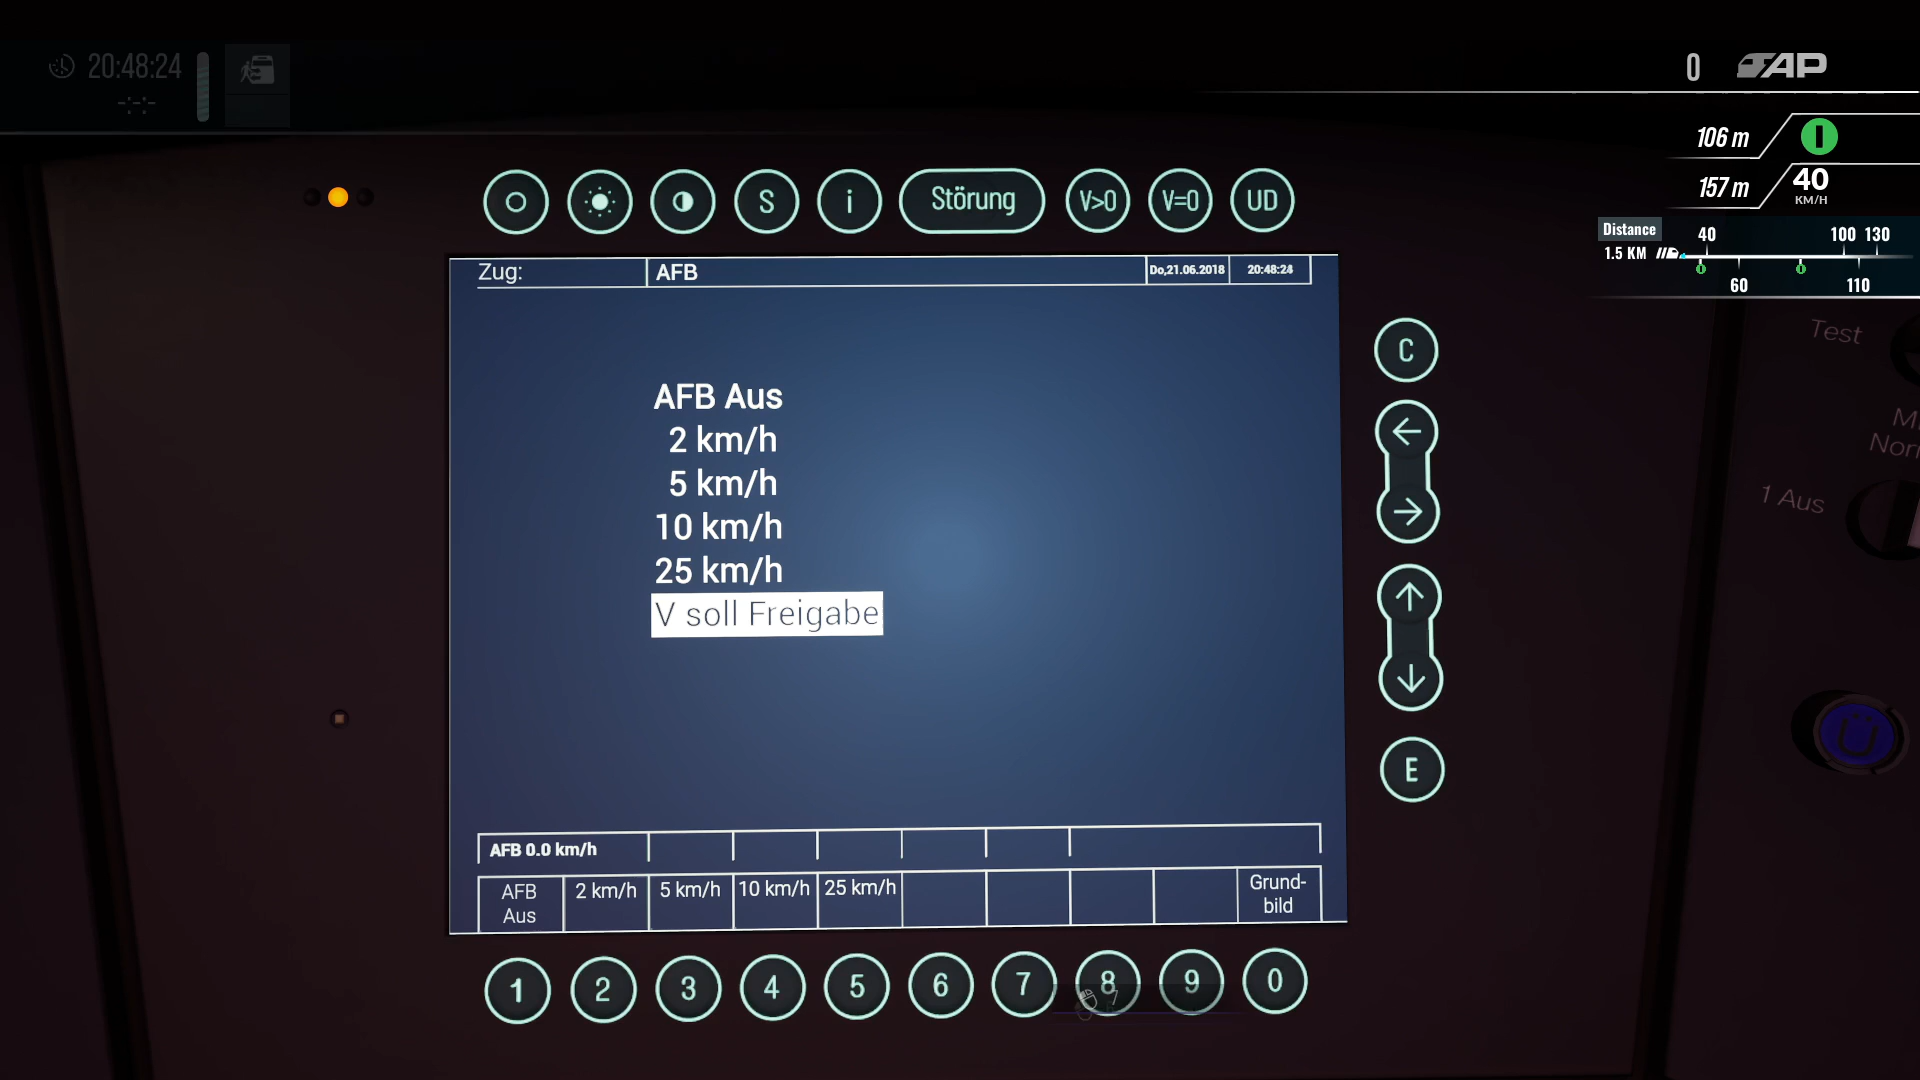 20:48:24
-:-:-
0 TAP
106 m
157 m 40 KM/H
Distance
1.5 KM
40 100 130
60 110
S i Störung V>0 V=0 UD
Zug: AFB Do,21.06.2018 20:48:24
AFB Aus
2 km/h
5 km/h
10 km/h
25 km/h
V soll Freigabe
AFB 0.0 km/h
AFB Aus 2 km/h 5 km/h 10 km/h 25 km/h Grund-bild
1 2 3 4 5 6 7 8 9 0
7
C
E
Test
1 Aus
Ü